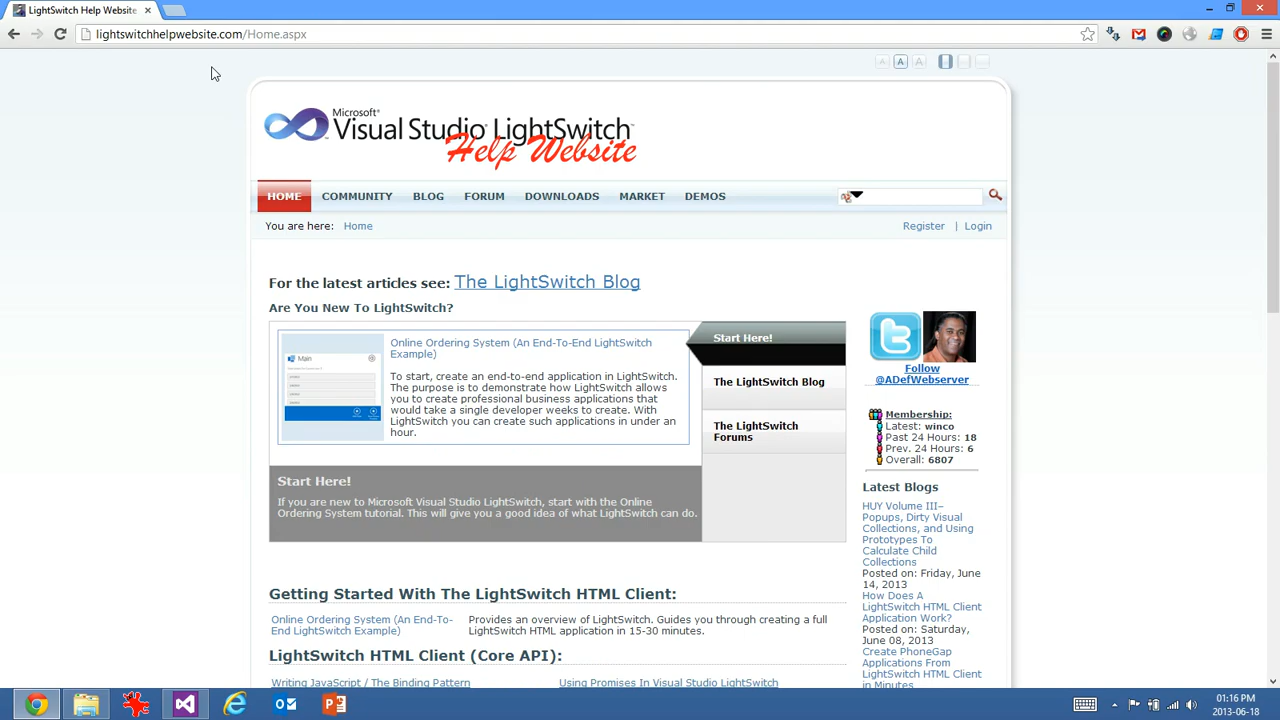 LightSwitch Help Website
lightswitchhelpwebsite.com/Home.aspx
A A A
Microsoft®
Visual Studio® LightSwitch™
Help Website
HOME COMMUNITY BLOG FORUM DOWNLOADS MARKET DEMOS
You are here: Home
Register | Login
For the latest articles see: The LightSwitch Blog
Are You New To LightSwitch?
Main
Online Ordering System (An End-To-End LightSwitch
Example)
To start, create an end-to-end application in LightSwitch.
The purpose is to demonstrate how LightSwitch allows
you to create professional business applications that
would take a single developer weeks to create. With
LightSwitch you can create such applications in under an
hour.
Start Here!
If you are new to Microsoft Visual Studio LightSwitch, start with the Online
Ordering System tutorial. This will give you a good idea of what LightSwitch can do.
Start Here!
The LightSwitch Blog
The LightSwitch
Forums
Follow
@ADefWebserver
Membership:
Latest: winco
Past 24 Hours: 18
Prev. 24 Hours: 6
Overall: 6807
Latest Blogs
HUY Volume III–
Popups, Dirty Visual
Collections, and Using
Prototypes To
Calculate Child
Collections
Posted on: Friday, June
14, 2013
How Does A
LightSwitch HTML Client
Application Work?
Posted on: Saturday,
June 08, 2013
Create PhoneGap
Applications From
LightSwitch HTML Client
in Minutes
Getting Started With The LightSwitch HTML Client:
Online Ordering System (An End-To-
End LightSwitch Example)
Provides an overview of LightSwitch. Guides you through creating a full
LightSwitch HTML application in 15-30 minutes.
LightSwitch HTML Client (Core API):
Writing JavaScript / The Binding Pattern
Using Promises In Visual Studio LightSwitch
01:16 PM
2013-06-18